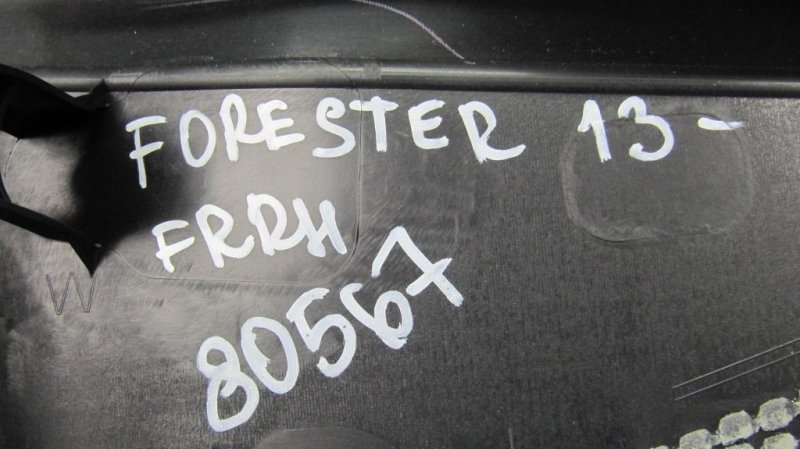 FORESTER 13-
FRRH
80567
W